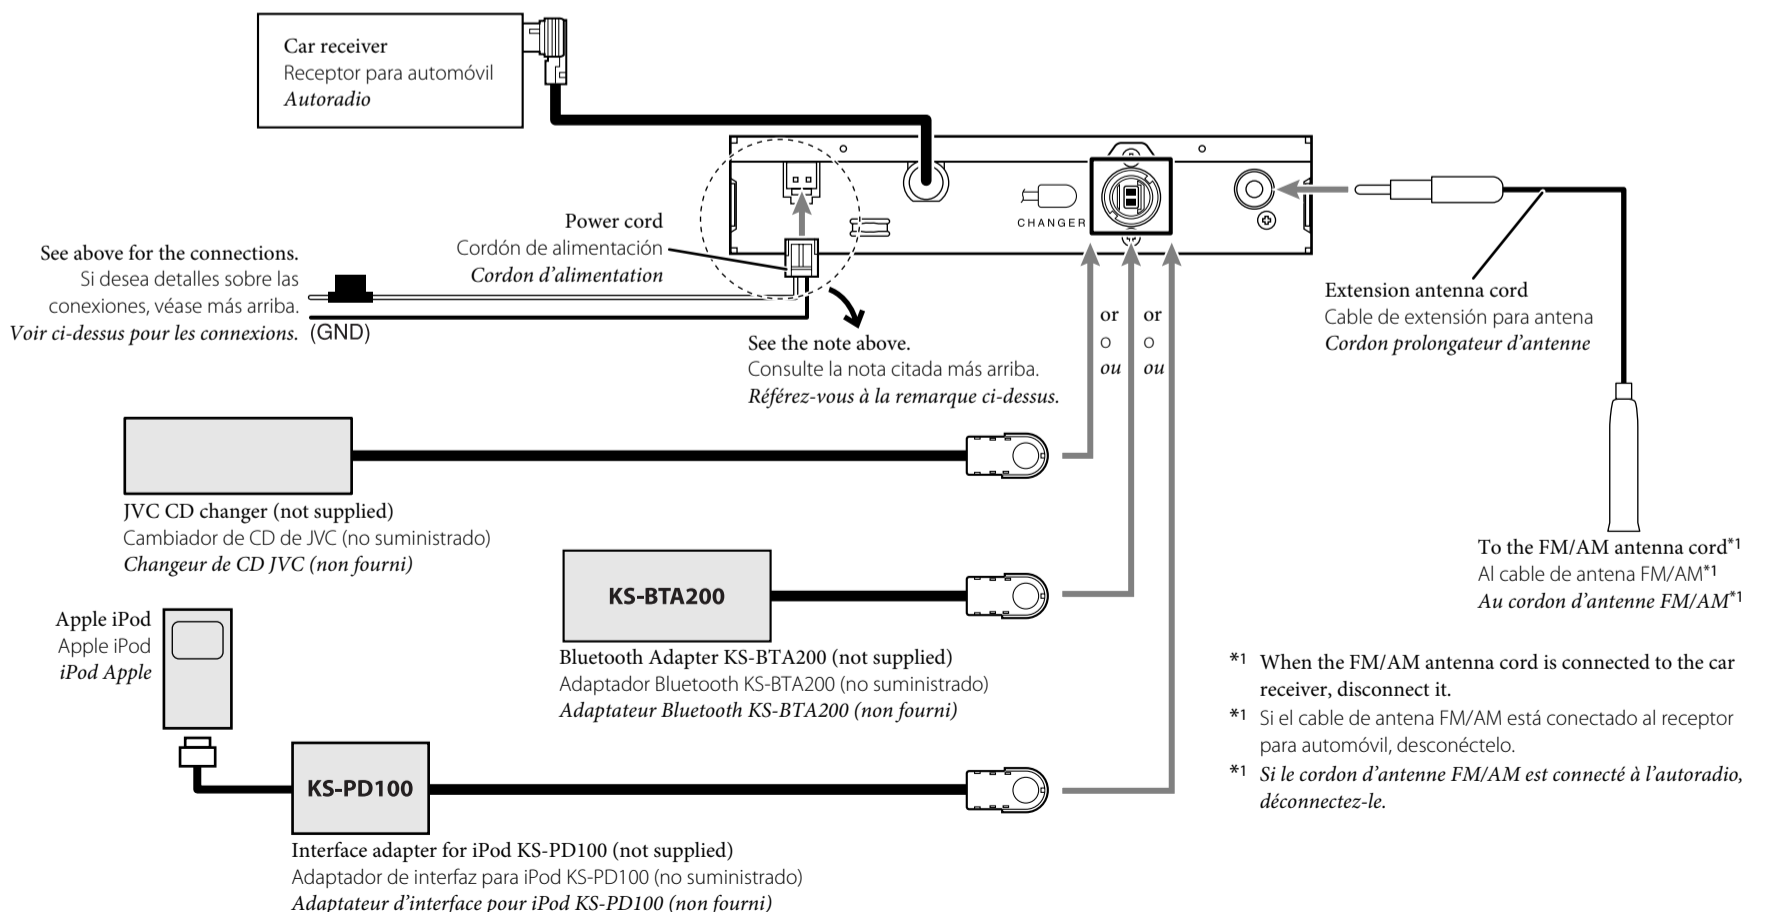 Car receiver
Receptor para automóvil
Autoradio
CHANGER
Power cord
Cordón de alimentación
Cordon d'alimentation
See above for the connections.
Si desea detalles sobre las
conexiones, véase más arriba.
Voir ci-dessus pour les connexions.
(GND)
See the note above.
Consulte la nota citada más arriba.
Référez-vous à la remarque ci-dessus.
or
o
ou
or
o
ou
Extension antenna cord
Cable de extensión para antena
Cordon prolongateur d'antenne
JVC CD changer (not supplied)
Cambiador de CD de JVC (no suministrado)
Changeur de CD JVC (non fourni)
To the FM/AM antenna cord*1
Al cable de antena FM/AM*1
Au cordon d'antenne FM/AM*1
KS-BTA200
Bluetooth Adapter KS-BTA200 (not supplied)
Adaptador Bluetooth KS-BTA200 (no suministrado)
Adaptateur Bluetooth KS-BTA200 (non fourni)
Apple iPod
Apple iPod
iPod Apple
*1 When the FM/AM antenna cord is connected to the car
receiver, disconnect it.
*1 Si el cable de antena FM/AM está conectado al receptor
para automóvil, desconéctelo.
*1 Si le cordon d'antenne FM/AM est connecté à l'autoradio,
déconnectez-le.
KS-PD100
Interface adapter for iPod KS-PD100 (not supplied)
Adaptador de interfaz para iPod KS-PD100 (no suministrado)
Adaptateur d'interface pour iPod KS-PD100 (non fourni)